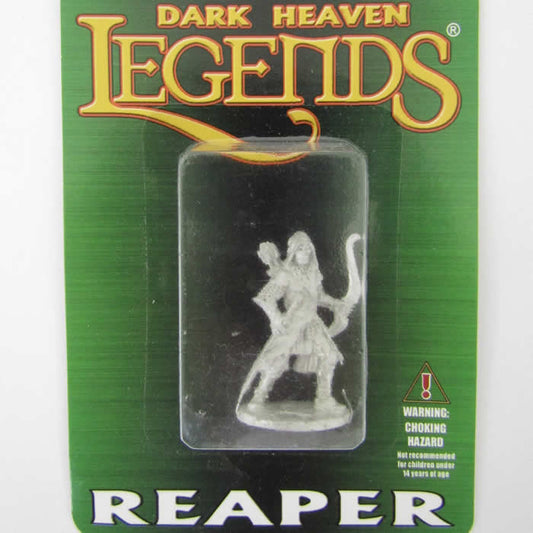 DARK HEAVEN
LEGENDS®
WARNING:
CHOKING
HAZARD
Not recommended
for children under
14 years of age
REAPER